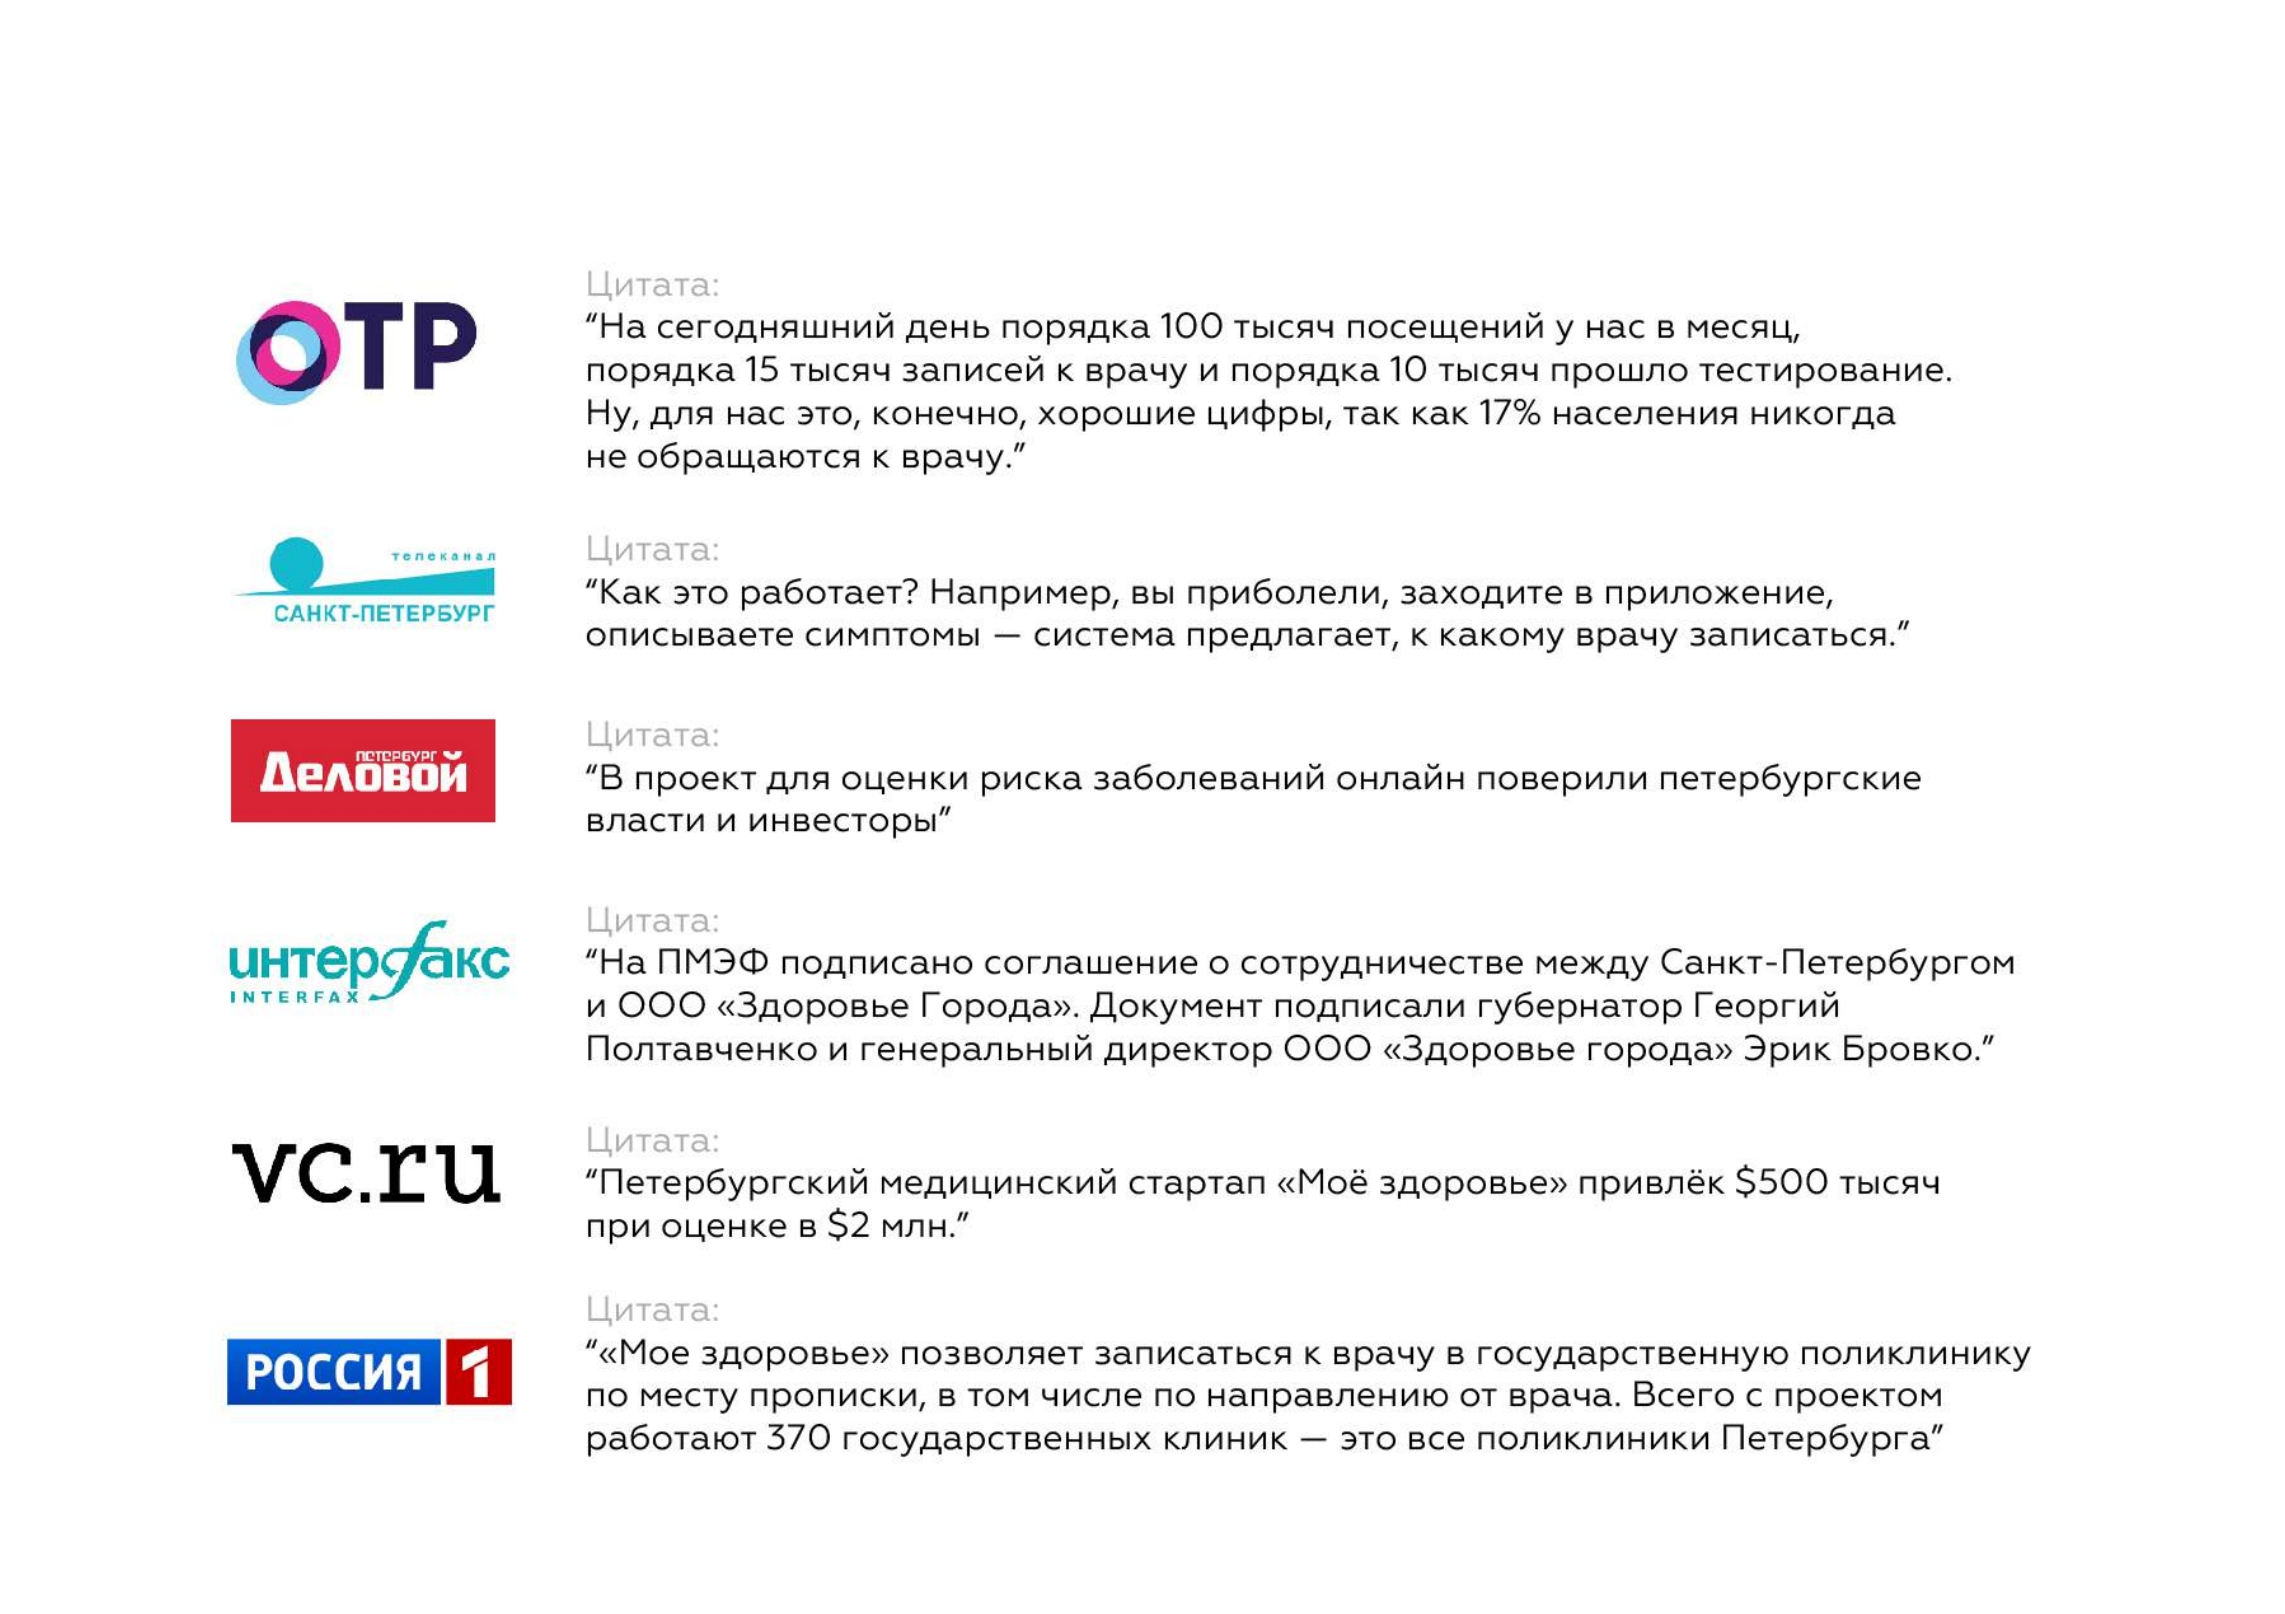 ОТР
Цитата:
“На сегодняшний день порядка 100 тысяч посещений у нас в месяц,
порядка 15 тысяч записей к врачу и порядка 10 тысяч прошло тестирование.
Ну, для нас это, конечно, хорошие цифры, так как 17% населения никогда
не обращаются к врачу.”
телеканал
САНКТ-ПЕТЕРБУРГ
Цитата:
“Как это работает? Например, вы приболели, заходите в приложение,
описываете симптомы — система предлагает, к какому врачу записаться.”
ПЕТЕРБУРГ
Деловой
Цитата:
“В проект для оценки риска заболеваний онлайн поверили петербургские
власти и инвесторы”
интерфакс
INTERFAX
Цитата:
“На ПМЭФ подписано соглашение о сотрудничестве между Санкт-Петербургом
и ООО «Здоровье Города». Документ подписали губернатор Георгий
Полтавченко и генеральный директор ООО «Здоровье города» Эрик Бровко.”
vc.ru
Цитата:
“Петербургский медицинский стартап «Моё здоровье» привлёк $500 тысяч
при оценке в $2 млн.”
РОССИЯ 1
Цитата:
“«Мое здоровье» позволяет записаться к врачу в государственную поликлинику
по месту прописки, в том числе по направлению от врача. Всего с проектом
работают 370 государственных клиник — это все поликлиники Петербурга”